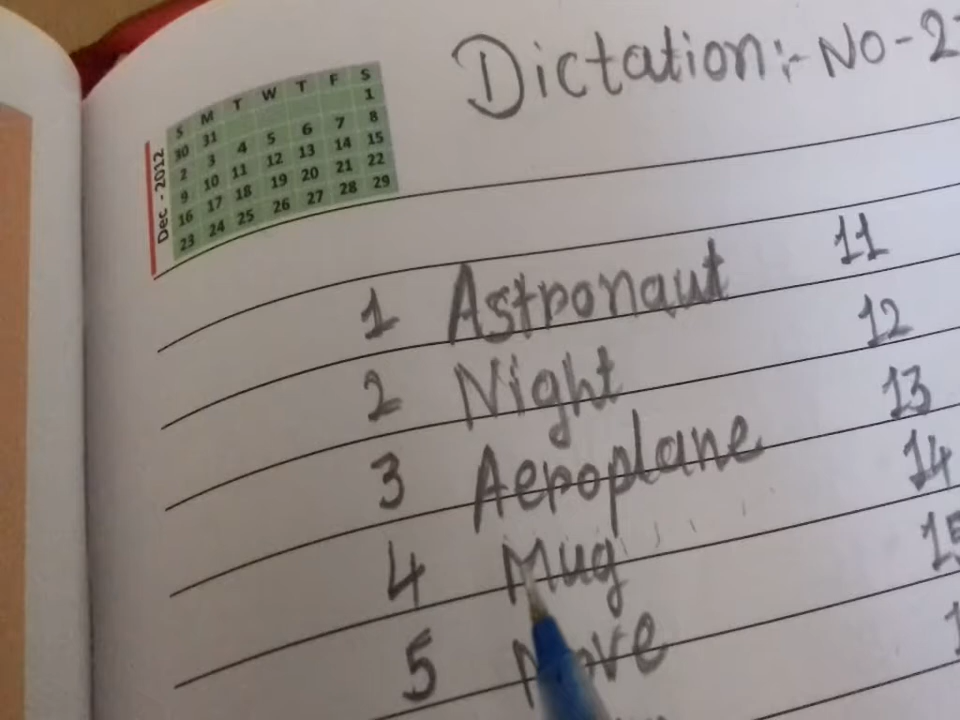 Dictation:- No-2
S M T W T F S
30 31 1
2 3 4 5 6 7 8
9 10 11 12 13 14 15
16 17 18 19 20 21 22
23 24 25 26 27 28 29
Dec - 2012
1 Astronaut 11
2 Night 12
3 Aeroplane 13
4 Mug 14
5 15